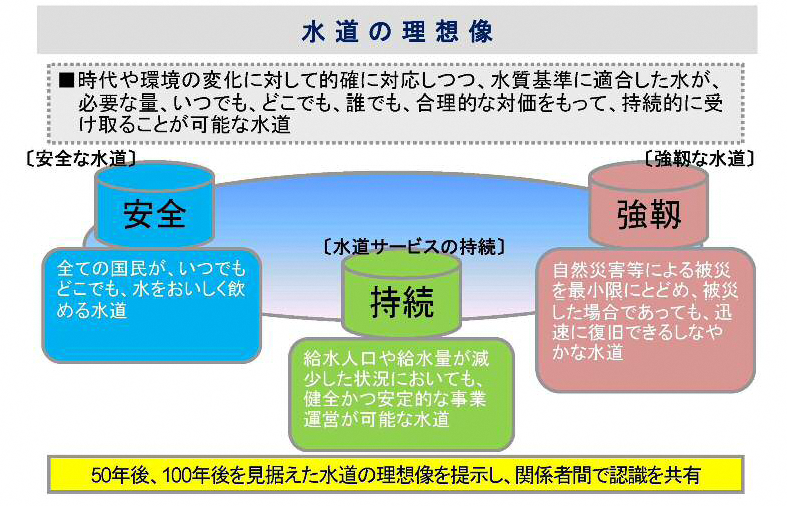 水道の理想像
■時代や環境の変化に対して的確に対応しつつ、水質基準に適合した水が、
必要な量、いつでも、どこでも、誰でも、合理的な対価をもって、持続的に受
け取ることが可能な水道
〔安全な水道〕
安全
全ての国民が、いつでも
どこでも、水をおいしく飲
める水道
〔水道サービスの持続〕
持続
給水人口や給水量が減
少した状況においても、
健全かつ安定的な事業
運営が可能な水道
〔強靱な水道〕
強靱
自然災害等による被災
を最小限にとどめ、被災
した場合であっても、迅
速に復旧できるしなや
かな水道
50年後、100年後を見据えた水道の理想像を提示し、関係者間で認識を共有